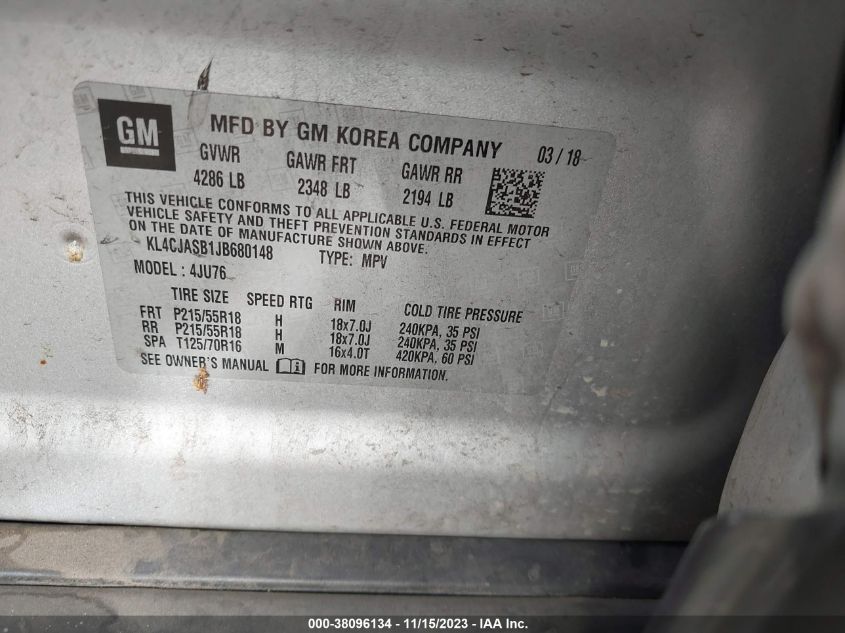 GM
MFD BY GM KOREA COMPANY 03 / 18
GVWR GAWR FRT GAWR RR
4286 LB 2348 LB 2194 LB
THIS VEHICLE CONFORMS TO ALL APPLICABLE U.S. FEDERAL MOTOR
VEHICLE SAFETY AND THEFT PREVENTION STANDARDS IN EFFECT
ON THE DATE OF MANUFACTURE SHOWN ABOVE.
KL4CJASB1JB680148 TYPE: MPV
MODEL : 4JU76
TIRE SIZE SPEED RTG RIM COLD TIRE PRESSURE
FRT P215/55R18 H 18x7.0J 240KPA, 35 PSI
RR P215/55R18 H 18x7.0J 240KPA, 35 PSI
SPA T125/70R16 M 16x4.0T 420KPA, 60 PSI
SEE OWNER'S MANUAL FOR MORE INFORMATION.
000-38096134 - 11/15/2023 - IAA Inc.